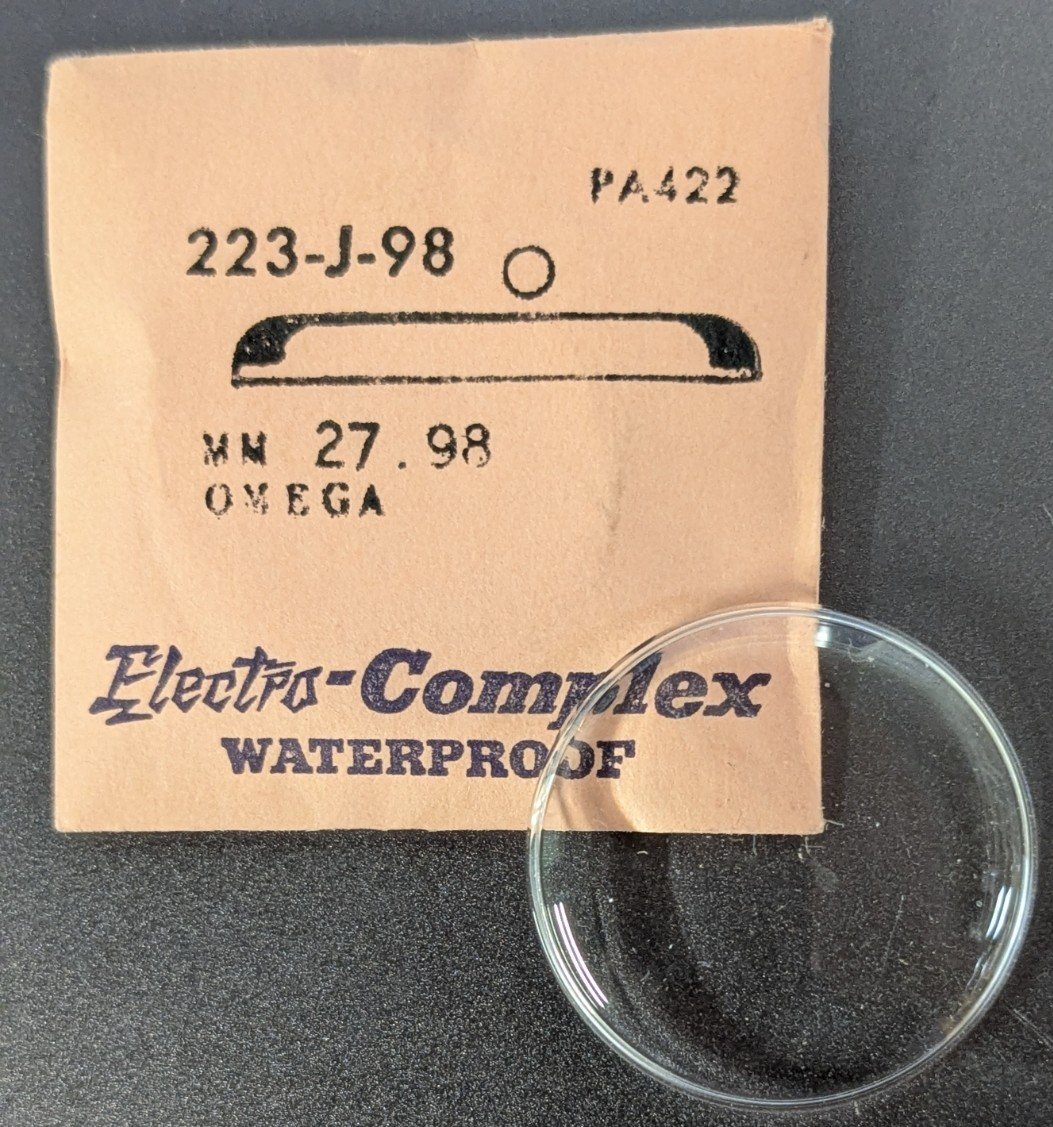 PA422
223-J-98
MM 27.98
OMEGA
Electro-Complex
WATERPROOF